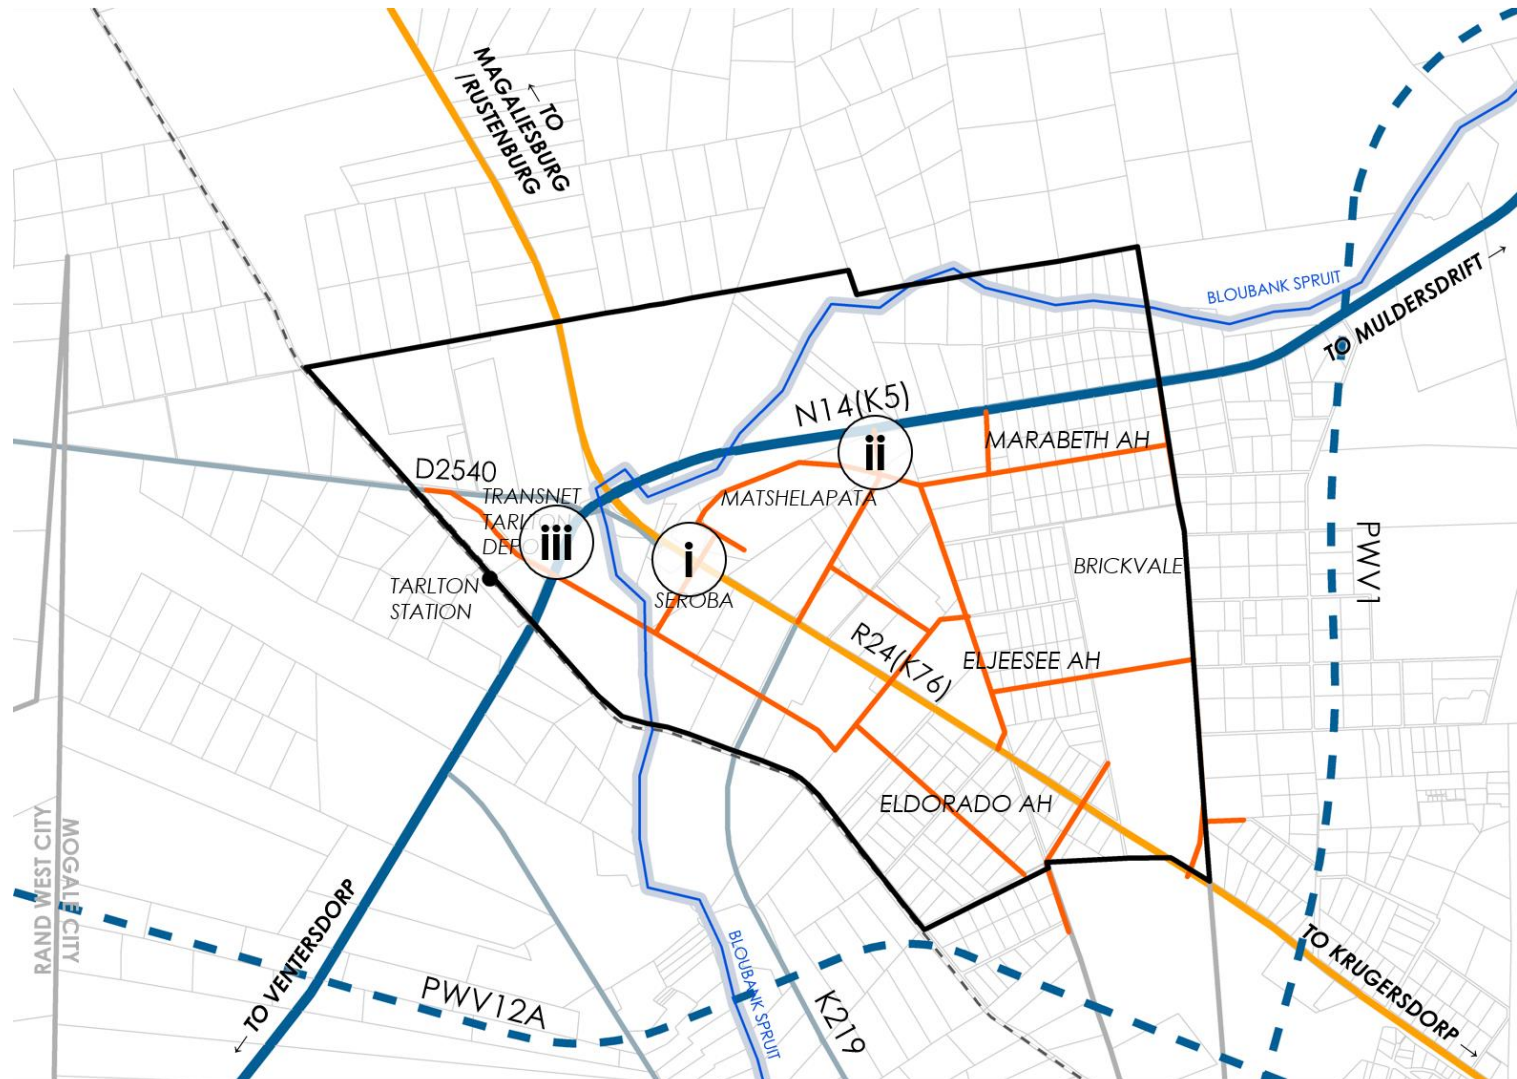 ← TO
MAGALIESBURG
/RUSTENBURG
BLOUBANK SPRUIT
TO MULDERSDRIFT →
N14(K5)
ii
MARABETH AH
D2540
TRANSNET
TARLTON
DEPO
iii
MATSHELAPATA
i
SEROBA
TARLTON
STATION
BRICKVALE
PWV1
R24(K76)
ELJEESEE AH
ELDORADO AH
RAND WEST CITY
MOGALE CITY
← TO VENTERSDORP
PWV12A
BLOUBANK SPRUIT
K219
TO KRUGERSDORP →